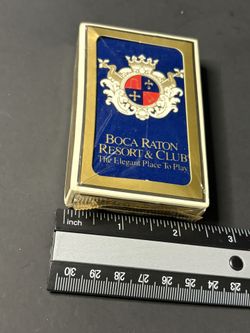 BOCA RATON
RESORT & CLUB
The Elegant Place To Play
inch
1
2
3
30
29
28
27
26
25
24
23